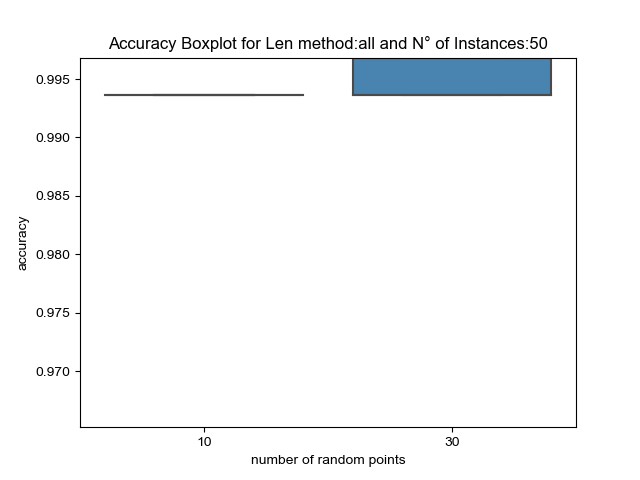 Accuracy Boxplot for Len method:all and N° of Instances:50
0.995
0.990
0.985
0.980
0.975
0.970
accuracy
10
30
number of random points